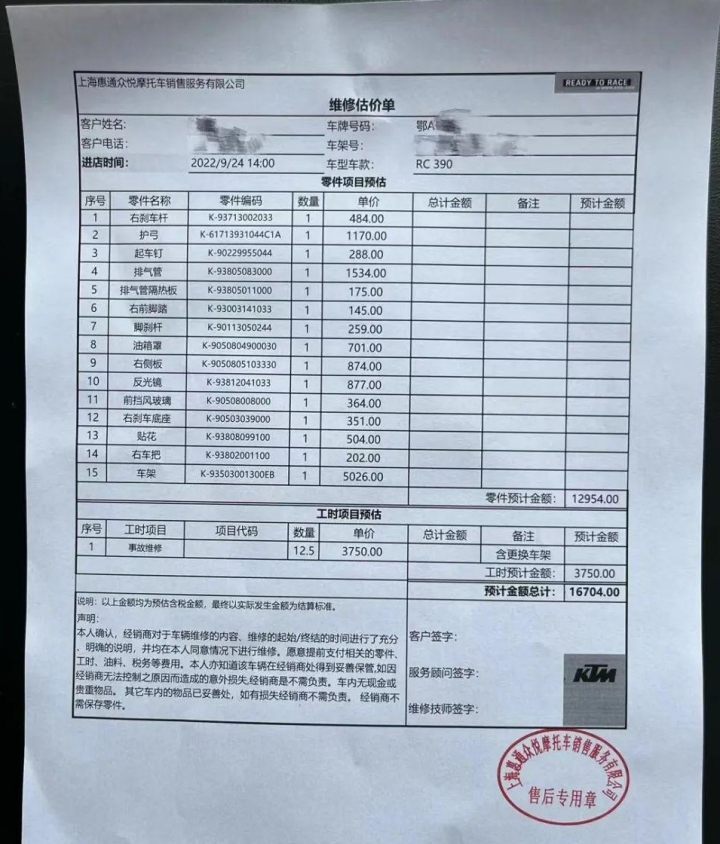 上海惠通众悦摩托车销售服务有限公司 READY TO RACE
维修估价单
客户姓名: 车牌号码: 鄂A
客户电话: 车架号:
进店时间: 2022/9/24 14:00 车型车款: RC 390
零件项目预估
序号 零件名称 零件编码 数量 单价 总计金额 备注 预计金额
1 右刹车杆 K-93713002033 1 484.00
2 护弓 K-61713931044C1A 1 1170.00
3 起车钉 K-90229955044 1 288.00
4 排气管 K-93805083000 1 1534.00
5 排气管隔热板 K-93805011000 1 175.00
6 右前脚踏 K-93003141033 1 145.00
7 脚刹杆 K-90113050244 1 259.00
8 油箱罩 K-9050804900030 1 701.00
9 右侧板 K-9050805103330 1 874.00
10 反光镜 K-93812041033 1 877.00
11 前挡风玻璃 K-90508008000 1 364.00
12 右刹车底座 K-90503039000 1 351.00
13 贴花 K-93808099100 1 504.00
14 右车把 K-93802001100 1 202.00
15 车架 K-93503001300EB 1 5026.00
零件预计金额: 12954.00
工时项目预估
序号 工时项目 项目代码 数量 单价 总计金额 备注 预计金额
1 事故维修 12.5 3750.00 含更换车架
工时预计金额: 3750.00
预计金额总计: 16704.00
说明: 以上金额均为预估含税金额，最终以实际发生金额为结算标准。
声明:
本人确认，经销商对于车辆维修的内容、维修的起始/终结的时间进行了充分
、明确的说明，并均在本人同意情况下进行维修。愿意提前支付相关的零件、
工时、油料、税务等费用。本人亦知道该车辆在经销商处得到妥善保管,如因
经销商无法控制之原因而造成的意外损失,经销商是不需负责。车内无现金或
贵重物品。 其它车内的物品已妥善处，如有损失经销商不需负责。 经销商不
需保存零件。
客户签字:
服务顾问签字:
维修技师签字:
KTM
上海惠通众悦摩托车销售服务有限公司
售后专用章